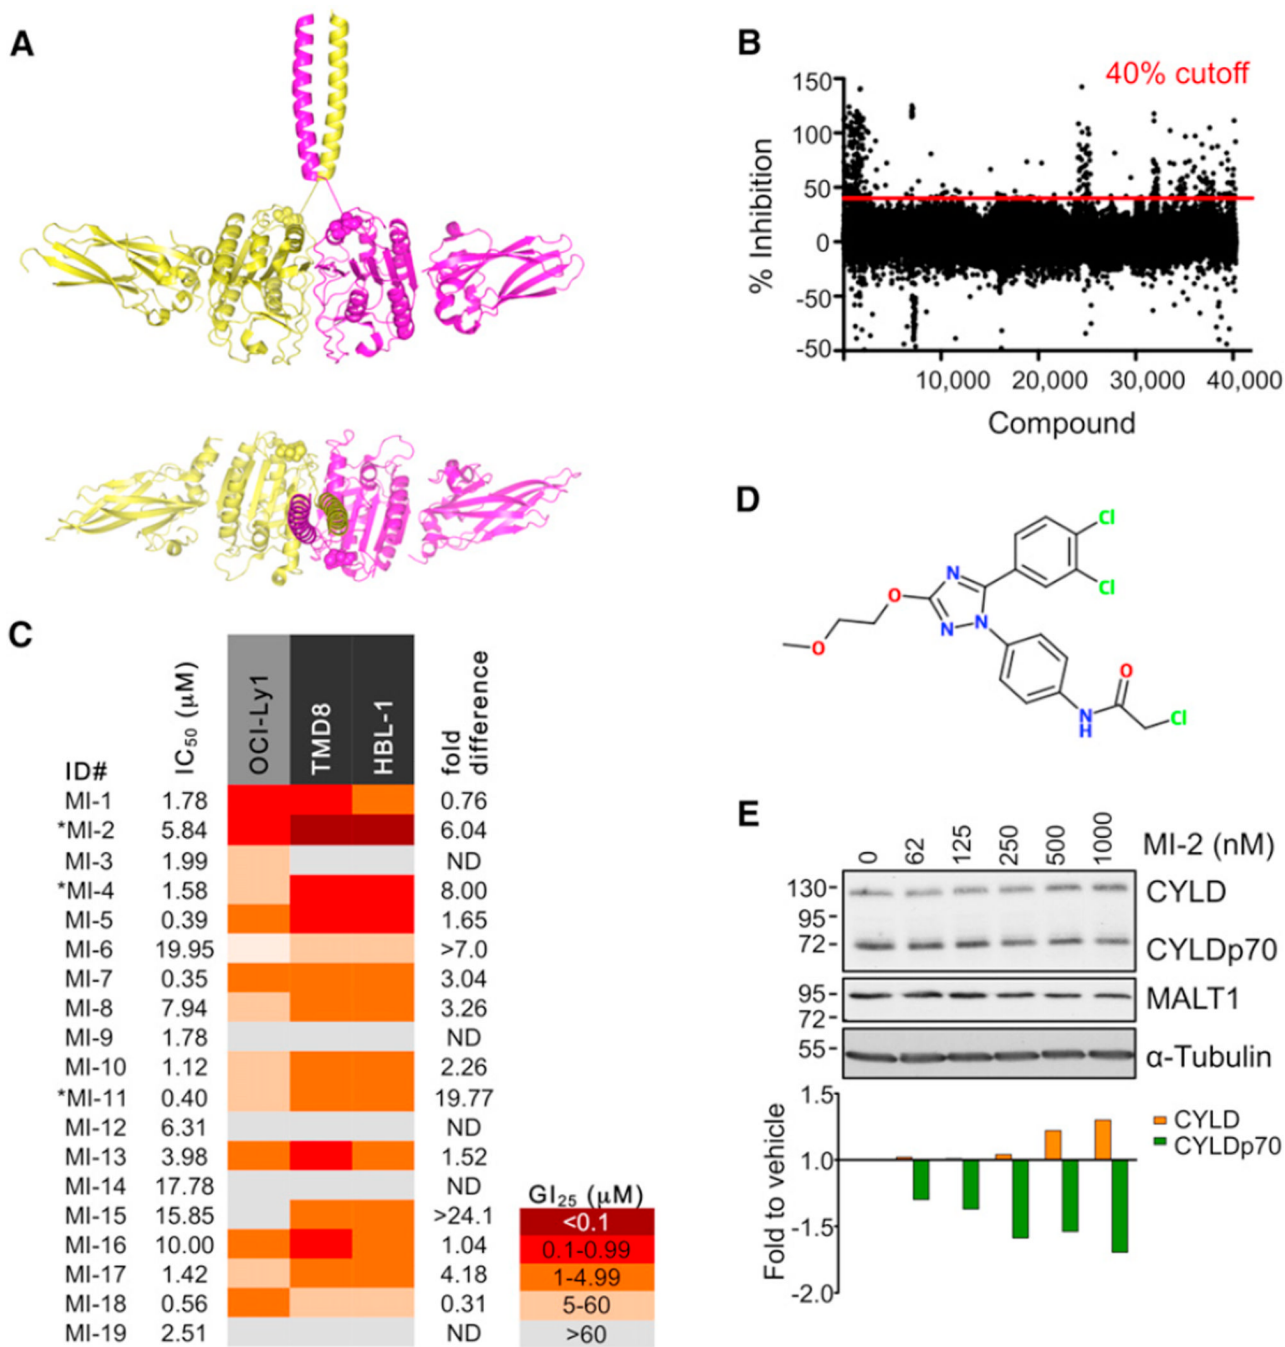 A
B
40% cutoff
% Inhibition
150
100
50
0
-50
-50
10,000 20,000 30,000 40,000
Compound
C
ID# IC50 (µM) OCI-Ly1 TMD8 HBL-1 fold difference
MI-1 1.78 0.76
*MI-2 5.84 6.04
MI-3 1.99 ND
*MI-4 1.58 8.00
MI-5 0.39 1.65
MI-6 19.95 >7.0
MI-7 0.35 3.04
MI-8 7.94 3.26
MI-9 1.78 ND
MI-10 1.12 2.26
*MI-11 0.40 19.77
MI-12 6.31 ND
MI-13 3.98 1.52
MI-14 17.78 ND
MI-15 15.85 >24.1
MI-16 10.00 1.04
MI-17 1.42 4.18
MI-18 0.56 0.31
MI-19 2.51 ND
GI25 (µM)
<0.1
0.1-0.99
1-4.99
5-60
>60
D
Cl
Cl
N
O
N
N
O
O
N
H
Cl
E
0 62 125 250 500 1000 MI-2 (nM)
130- CYLD
95-
72- CYLDp70
95- MALT1
72-
55- α-Tubulin
Fold to vehicle
1.5
1.0
-1.5
-2.0
CYLD
CYLDp70